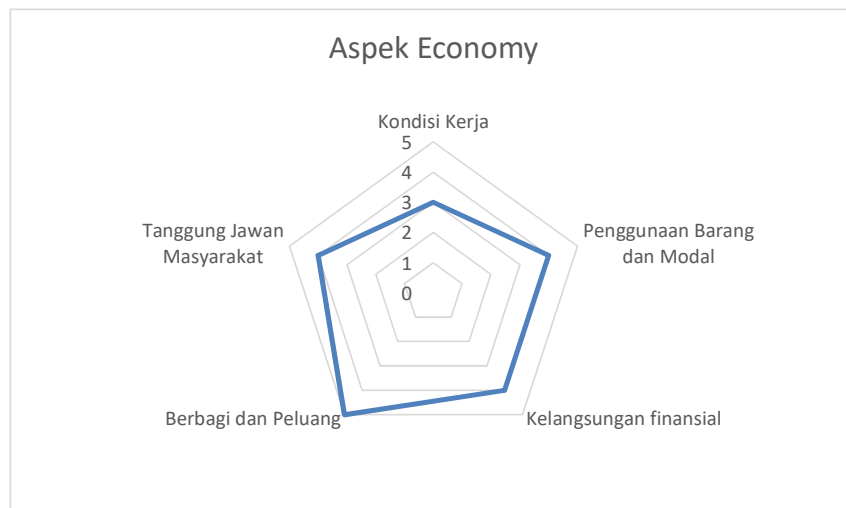 Aspek Economy
Kondisi Kerja
5
4
3
2
1
0
Penggunaan Barang
dan Modal
Kelangsungan finansial
Berbagi dan Peluang
Tanggung Jawan
Masyarakat